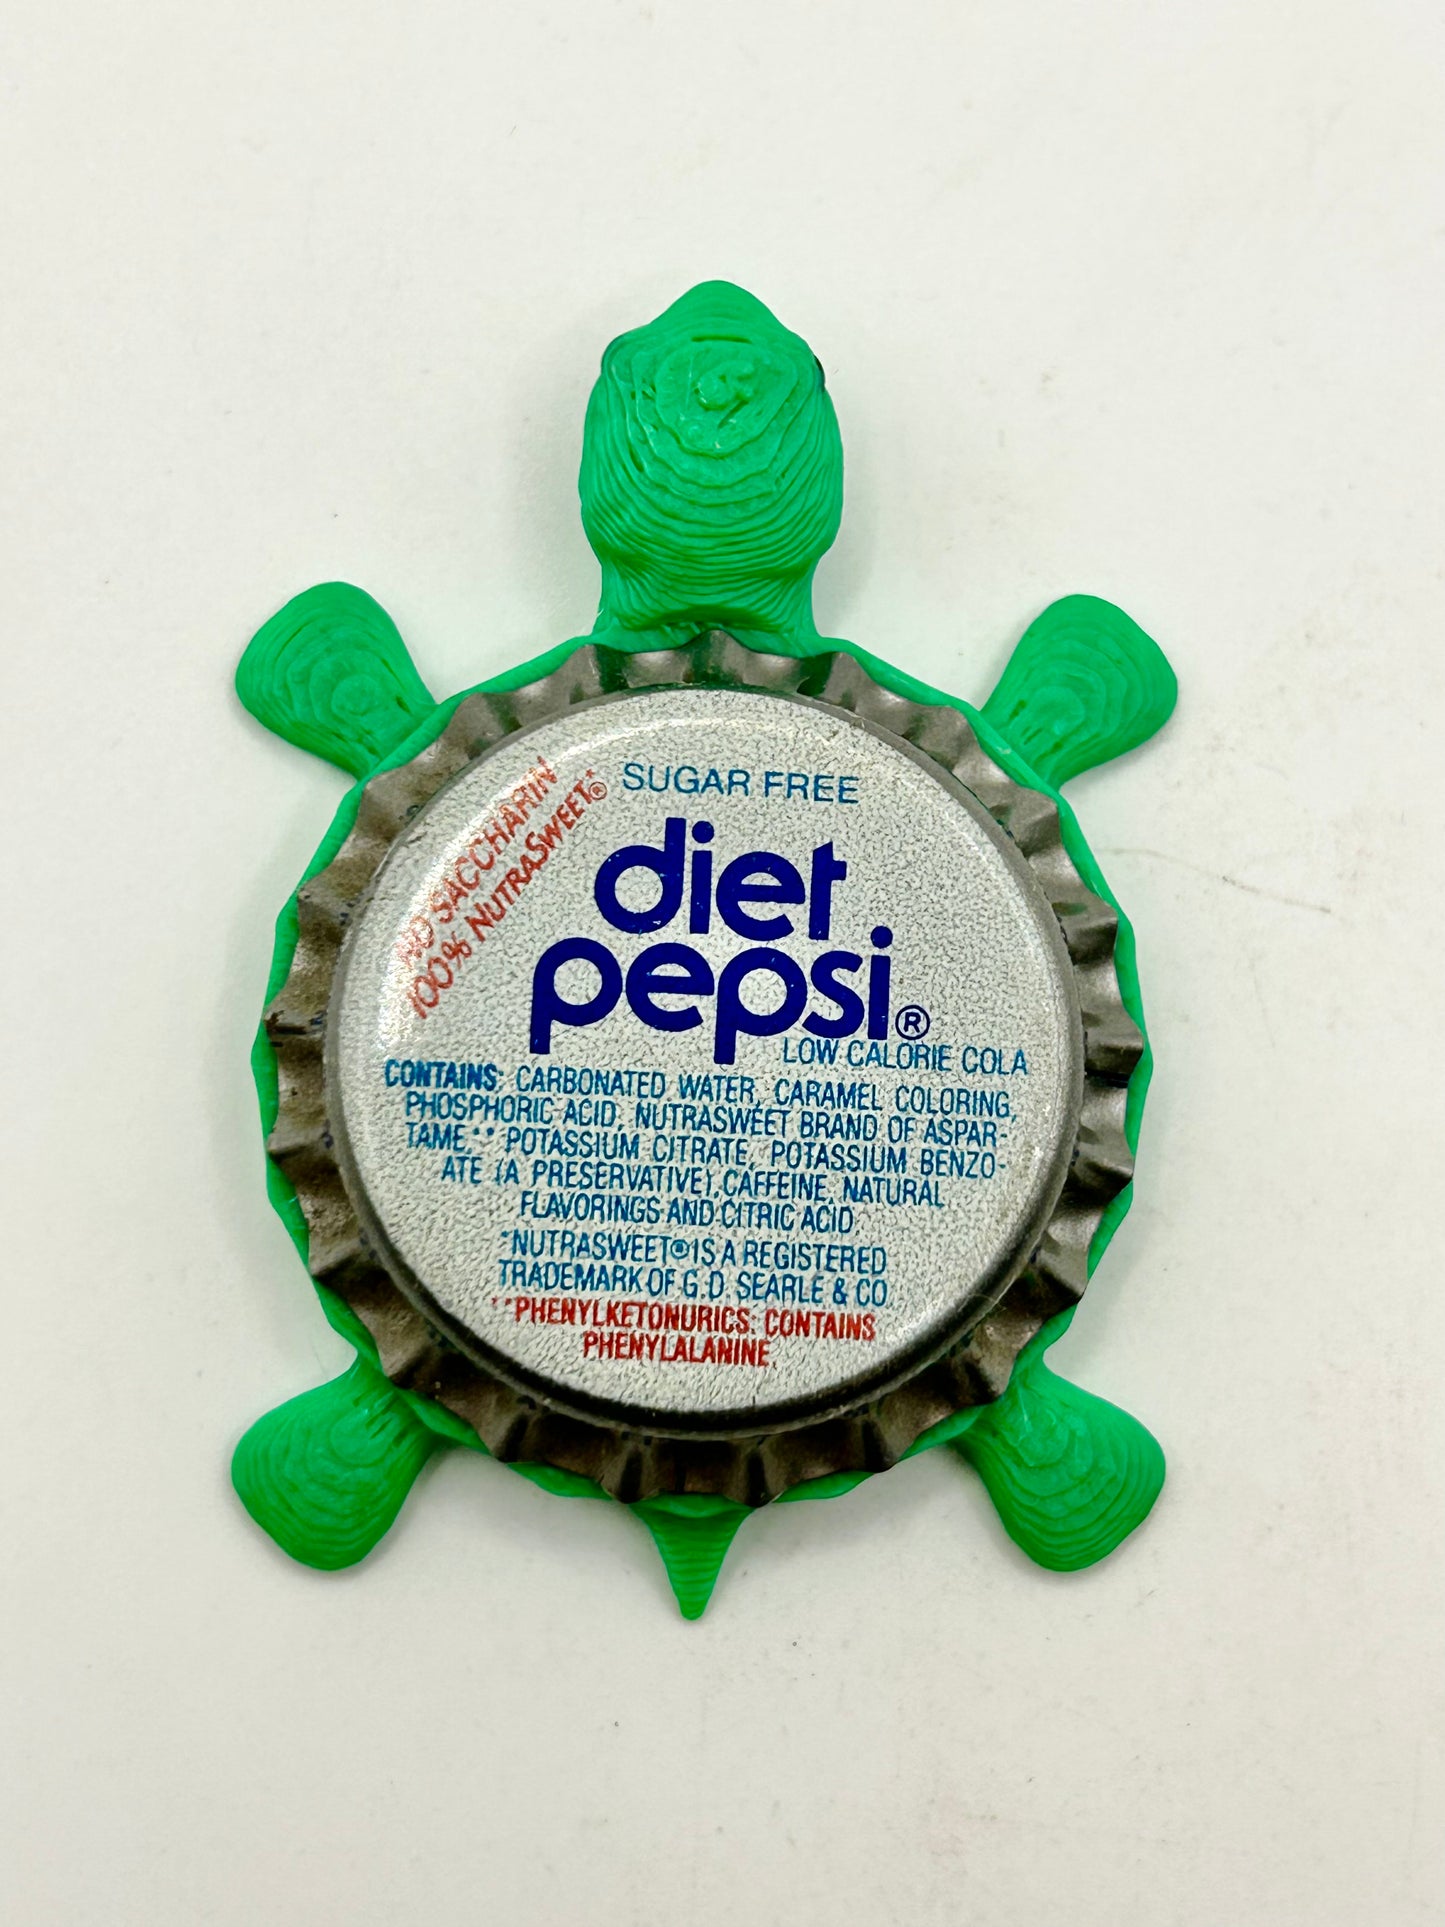 SUGAR FREE
NO SACCHARIN
100% NUTRASWEET®*
diet
pepsi®
LOW CALORIE COLA
CONTAINS: CARBONATED WATER, CARAMEL COLORING,
PHOSPHORIC ACID, NUTRASWEET BRAND OF ASPAR-
TAME** POTASSIUM CITRATE, POTASSIUM BENZO-
ATE (A PRESERVATIVE), CAFFEINE, NATURAL
FLAVORINGS AND CITRIC ACID
*NUTRASWEET® IS A REGISTERED
TRADEMARK OF G.D. SEARLE & CO
**PHENYLKETONURICS: CONTAINS
PHENYLALANINE.